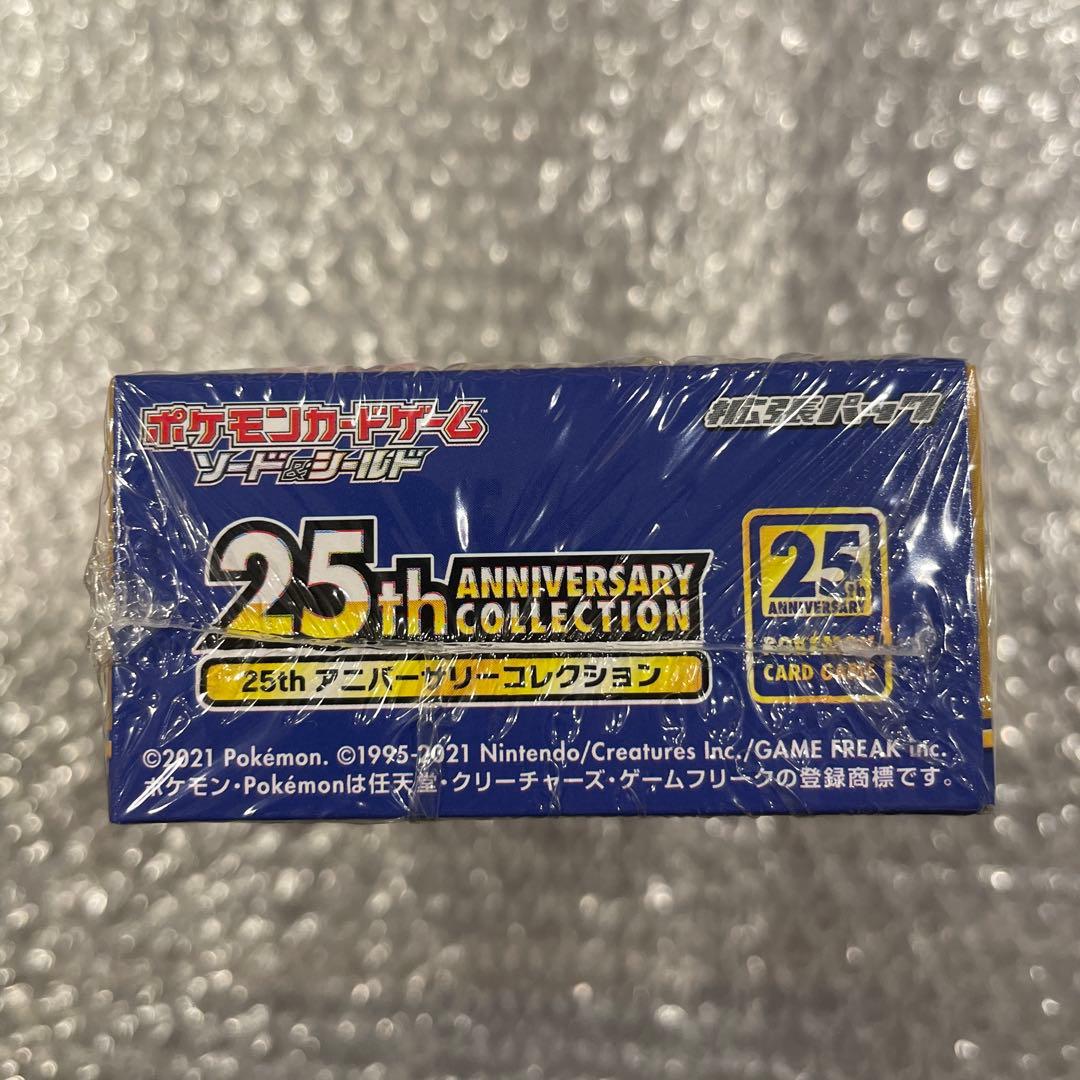 ポケモンカードゲーム™
ソード&シールド
拡張パック
25th ANNIVERSARY
COLLECTION
25th アニバーサリーコレクション
25th
ANNIVERSARY
POKÉMON
CARD GAME
©2021 Pokémon. ©1995-2021 Nintendo/Creatures Inc./GAME FREAK inc.
ポケモン・Pokémonは任天堂・クリーチャーズ・ゲームフリークの登録商標です。